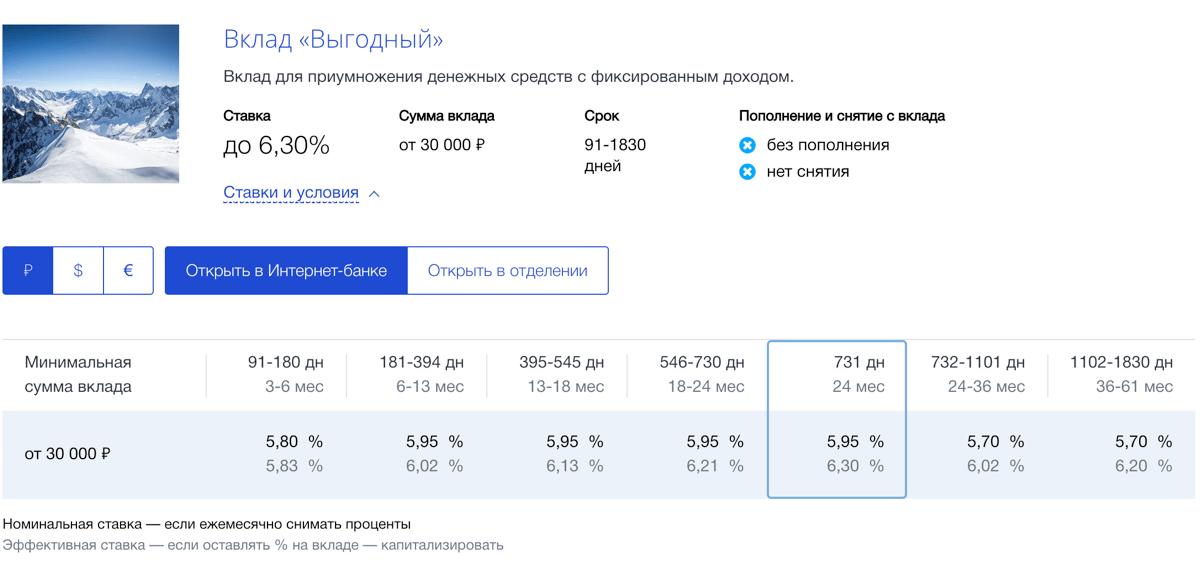 Вклад «Выгодный»
Вклад для приумножения денежных средств с фиксированным доходом.
Ставка Сумма вклада Срок Пополнение и снятие с вклада
до 6,30% от 30 000 ₽ 91-1830 дней без пополнения
нет снятия
Ставки и условия
₽ $ € Открыть в Интернет-банке Открыть в отделении
Минимальная 91-180 дн 181-394 дн 395-545 дн 546-730 дн 731 дн 732-1101 дн 1102-1830 дн
сумма вклада 3-6 мес 6-13 мес 13-18 мес 18-24 мес 24 мес 24-36 мес 36-61 мес
от 30 000 ₽ 5,80 % 5,95 % 5,95 % 5,95 % 5,95 % 5,70 % 5,70 %
5,83 % 6,02 % 6,13 % 6,21 % 6,30 % 6,02 % 6,20 %
Номинальная ставка — если ежемесячно снимать проценты
Эффективная ставка — если оставлять % на вкладе — капитализировать